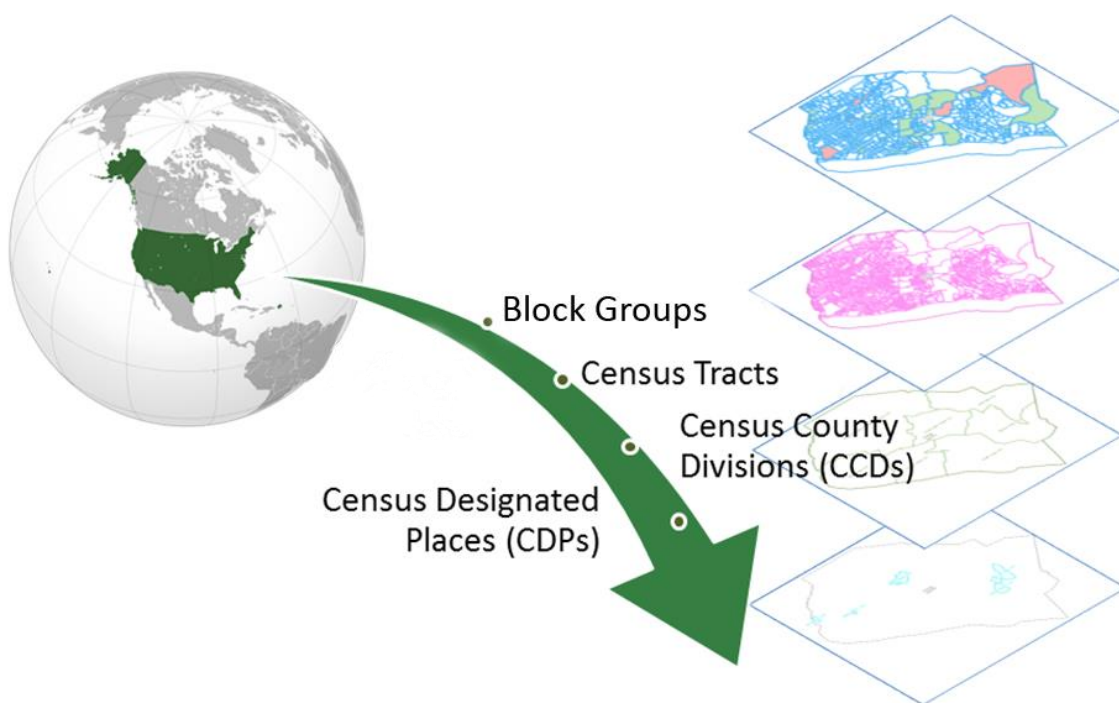 Block Groups
Census Tracts
Census County
Divisions (CCDs)
Census Designated
Places (CDPs)